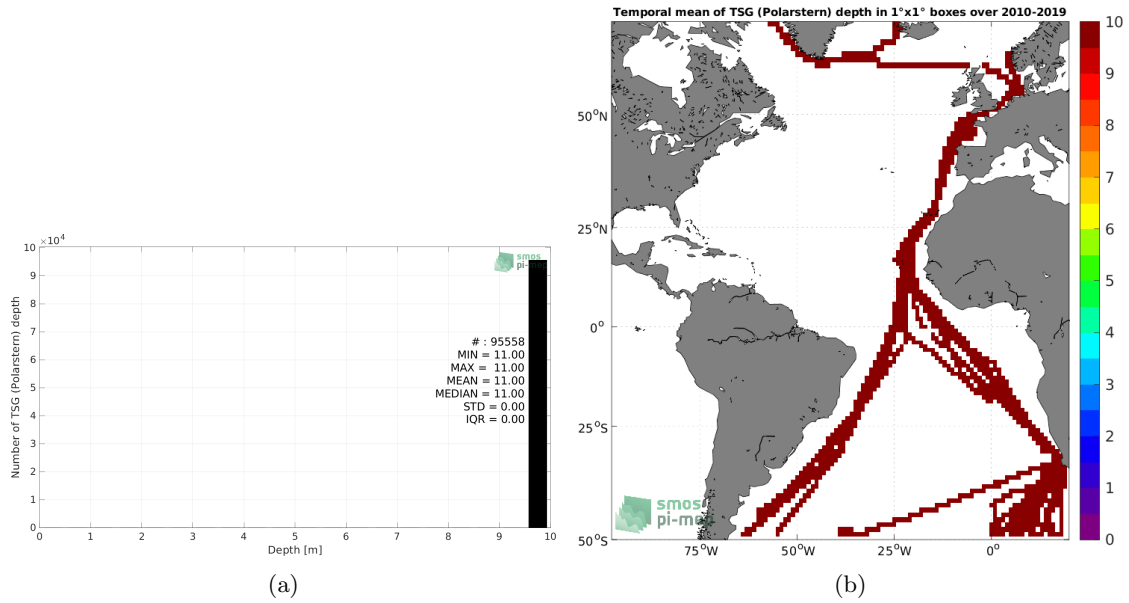 Temporal mean of TSG (Polarstern) depth in 1°x1° boxes over 2010-2019
×10⁴
10
9
8
7
6
5
4
3
2
1
0
Number of TSG (Polarstern) depth
smos
pi-mep
# : 95558
MIN = 11.00
MAX = 11.00
MEAN = 11.00
MEDIAN = 11.00
STD = 0.00
IQR = 0.00
0 1 2 3 4 5 6 7 8 9 10
Depth [m]
(a)
50°N
25°N
0°
25°S
50°S
75°W 50°W 25°W 0°
smos
pi-mep
10
9
8
7
6
5
4
3
2
1
0
(b)